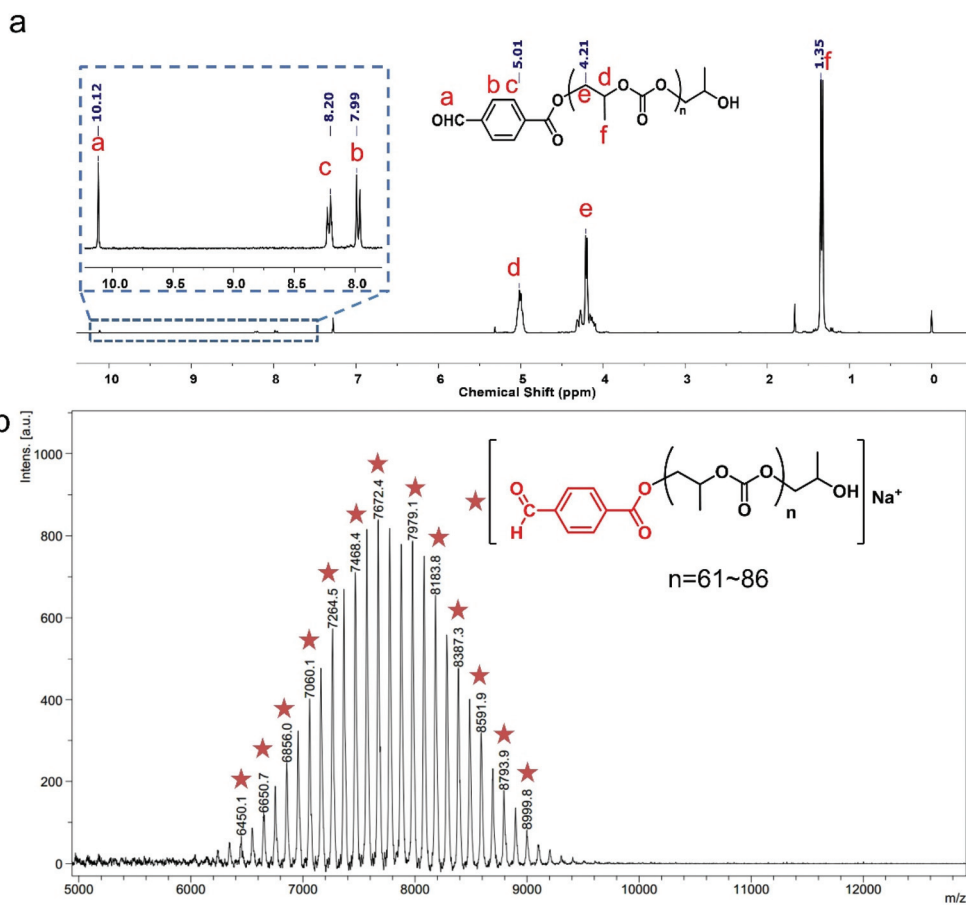 a
10.12
a
8.20
c
7.99
b
10.0 9.5 9.0 8.5 8.0
5.01
4.21
1.35
f
a
b
c
OHC
O
O
e
d
f
O
O
O
n
OH
d
e
10 9 8 7 6 5 4 3 2 1 0
Chemical Shift (ppm)
b
Intens. [a.u.]
1000
800
600
400
200
0
6450.1
6650.7
6856.0
7060.1
7264.5
7468.4
7672.4
7979.1
8183.8
8387.3
8591.9
8793.9
8999.8
O
H
O
O
O
O
O
n
OH
Na+
n=61~86
5000 6000 7000 8000 9000 10000 11000 12000
m/z